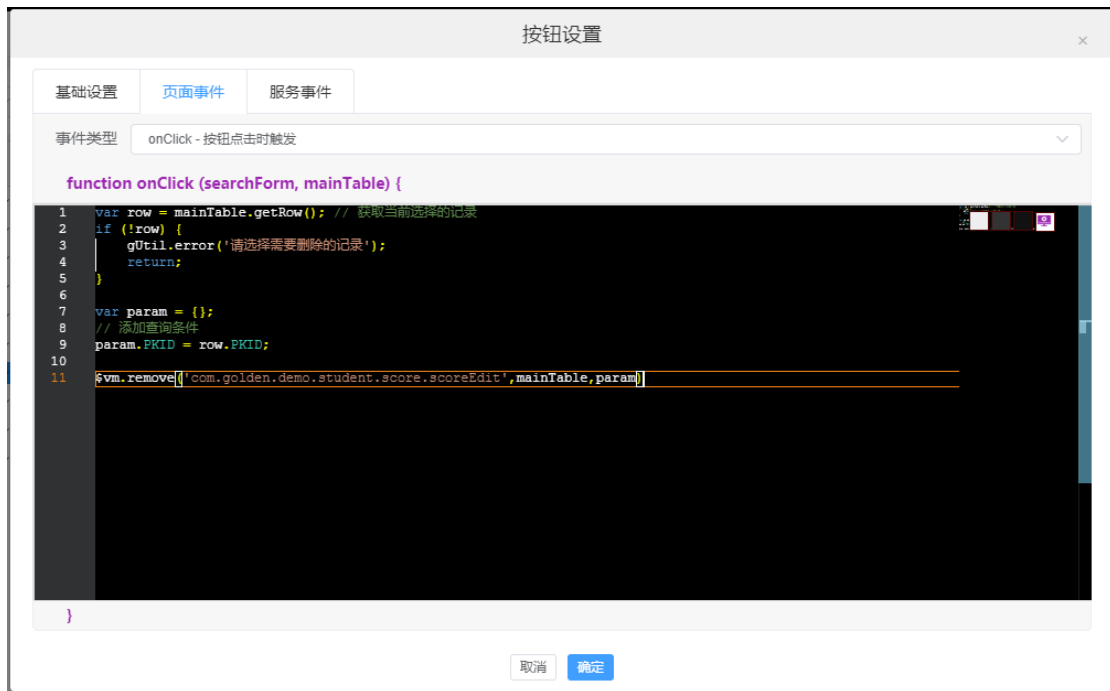 按钮设置
×
基础设置 页面事件 服务事件
事件类型 onClick - 按钮点击时触发
function onClick (searchForm, mainTable) {
1 var row = mainTable.getRow(); // 获取当前选择的记录
2 if (!row) {
3 gUtil.error('请选择需要删除的记录');
4 return;
5 }
6
7 var param = {};
8 // 添加查询条件
9 param.PKID = row.PKID;
10
11 $vm.remove('com.golden.demo.student.score.scoreEdit',mainTable,param)
}
取消 确定